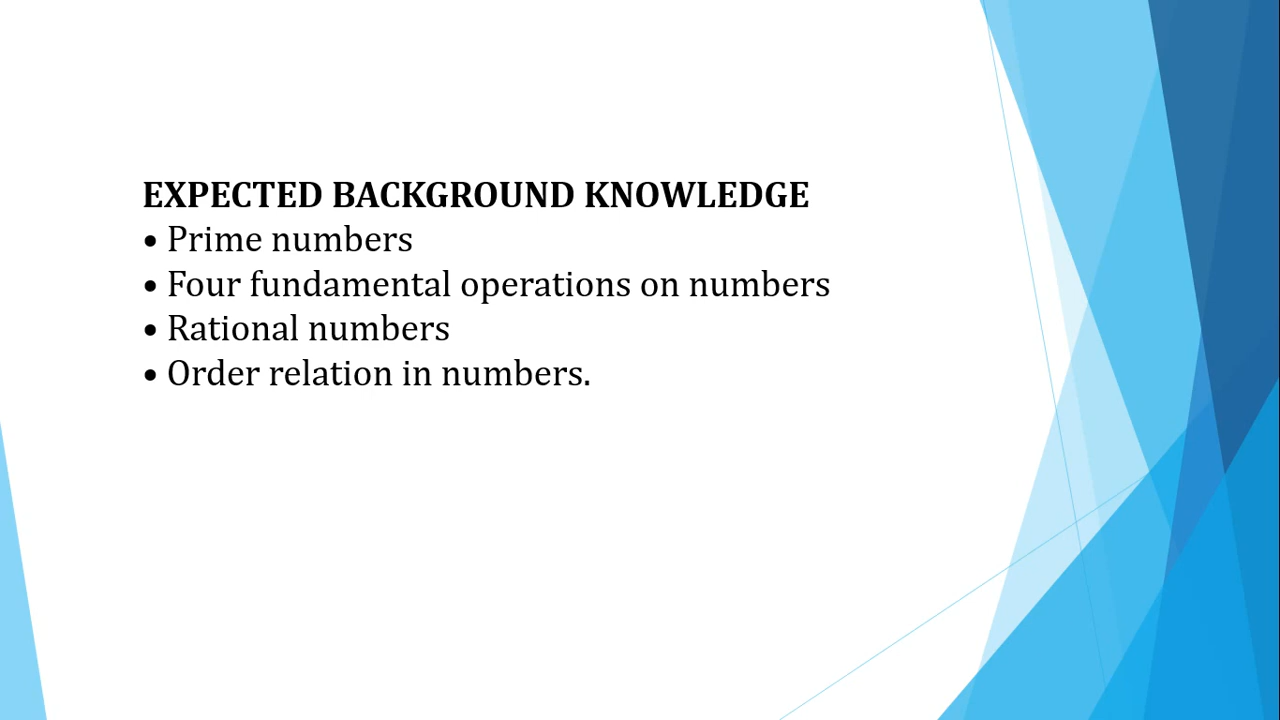 EXPECTED BACKGROUND KNOWLEDGE
• Prime numbers
• Four fundamental operations on numbers
• Rational numbers
• Order relation in numbers.